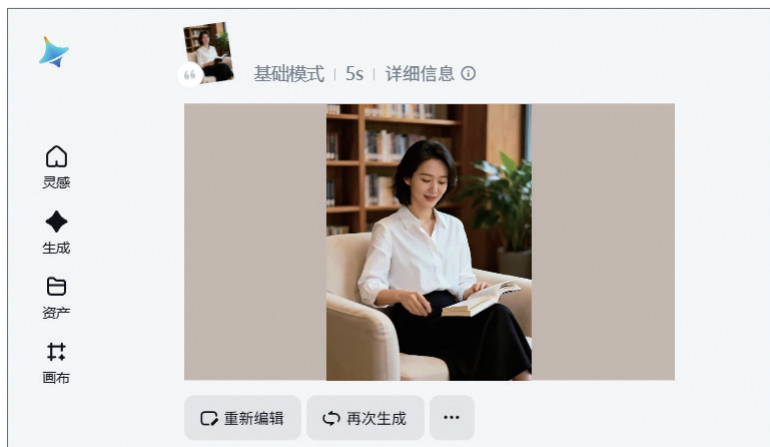 基础模式 | 5s | 详细信息
灵感
生成
资产
画布
重新编辑
再次生成